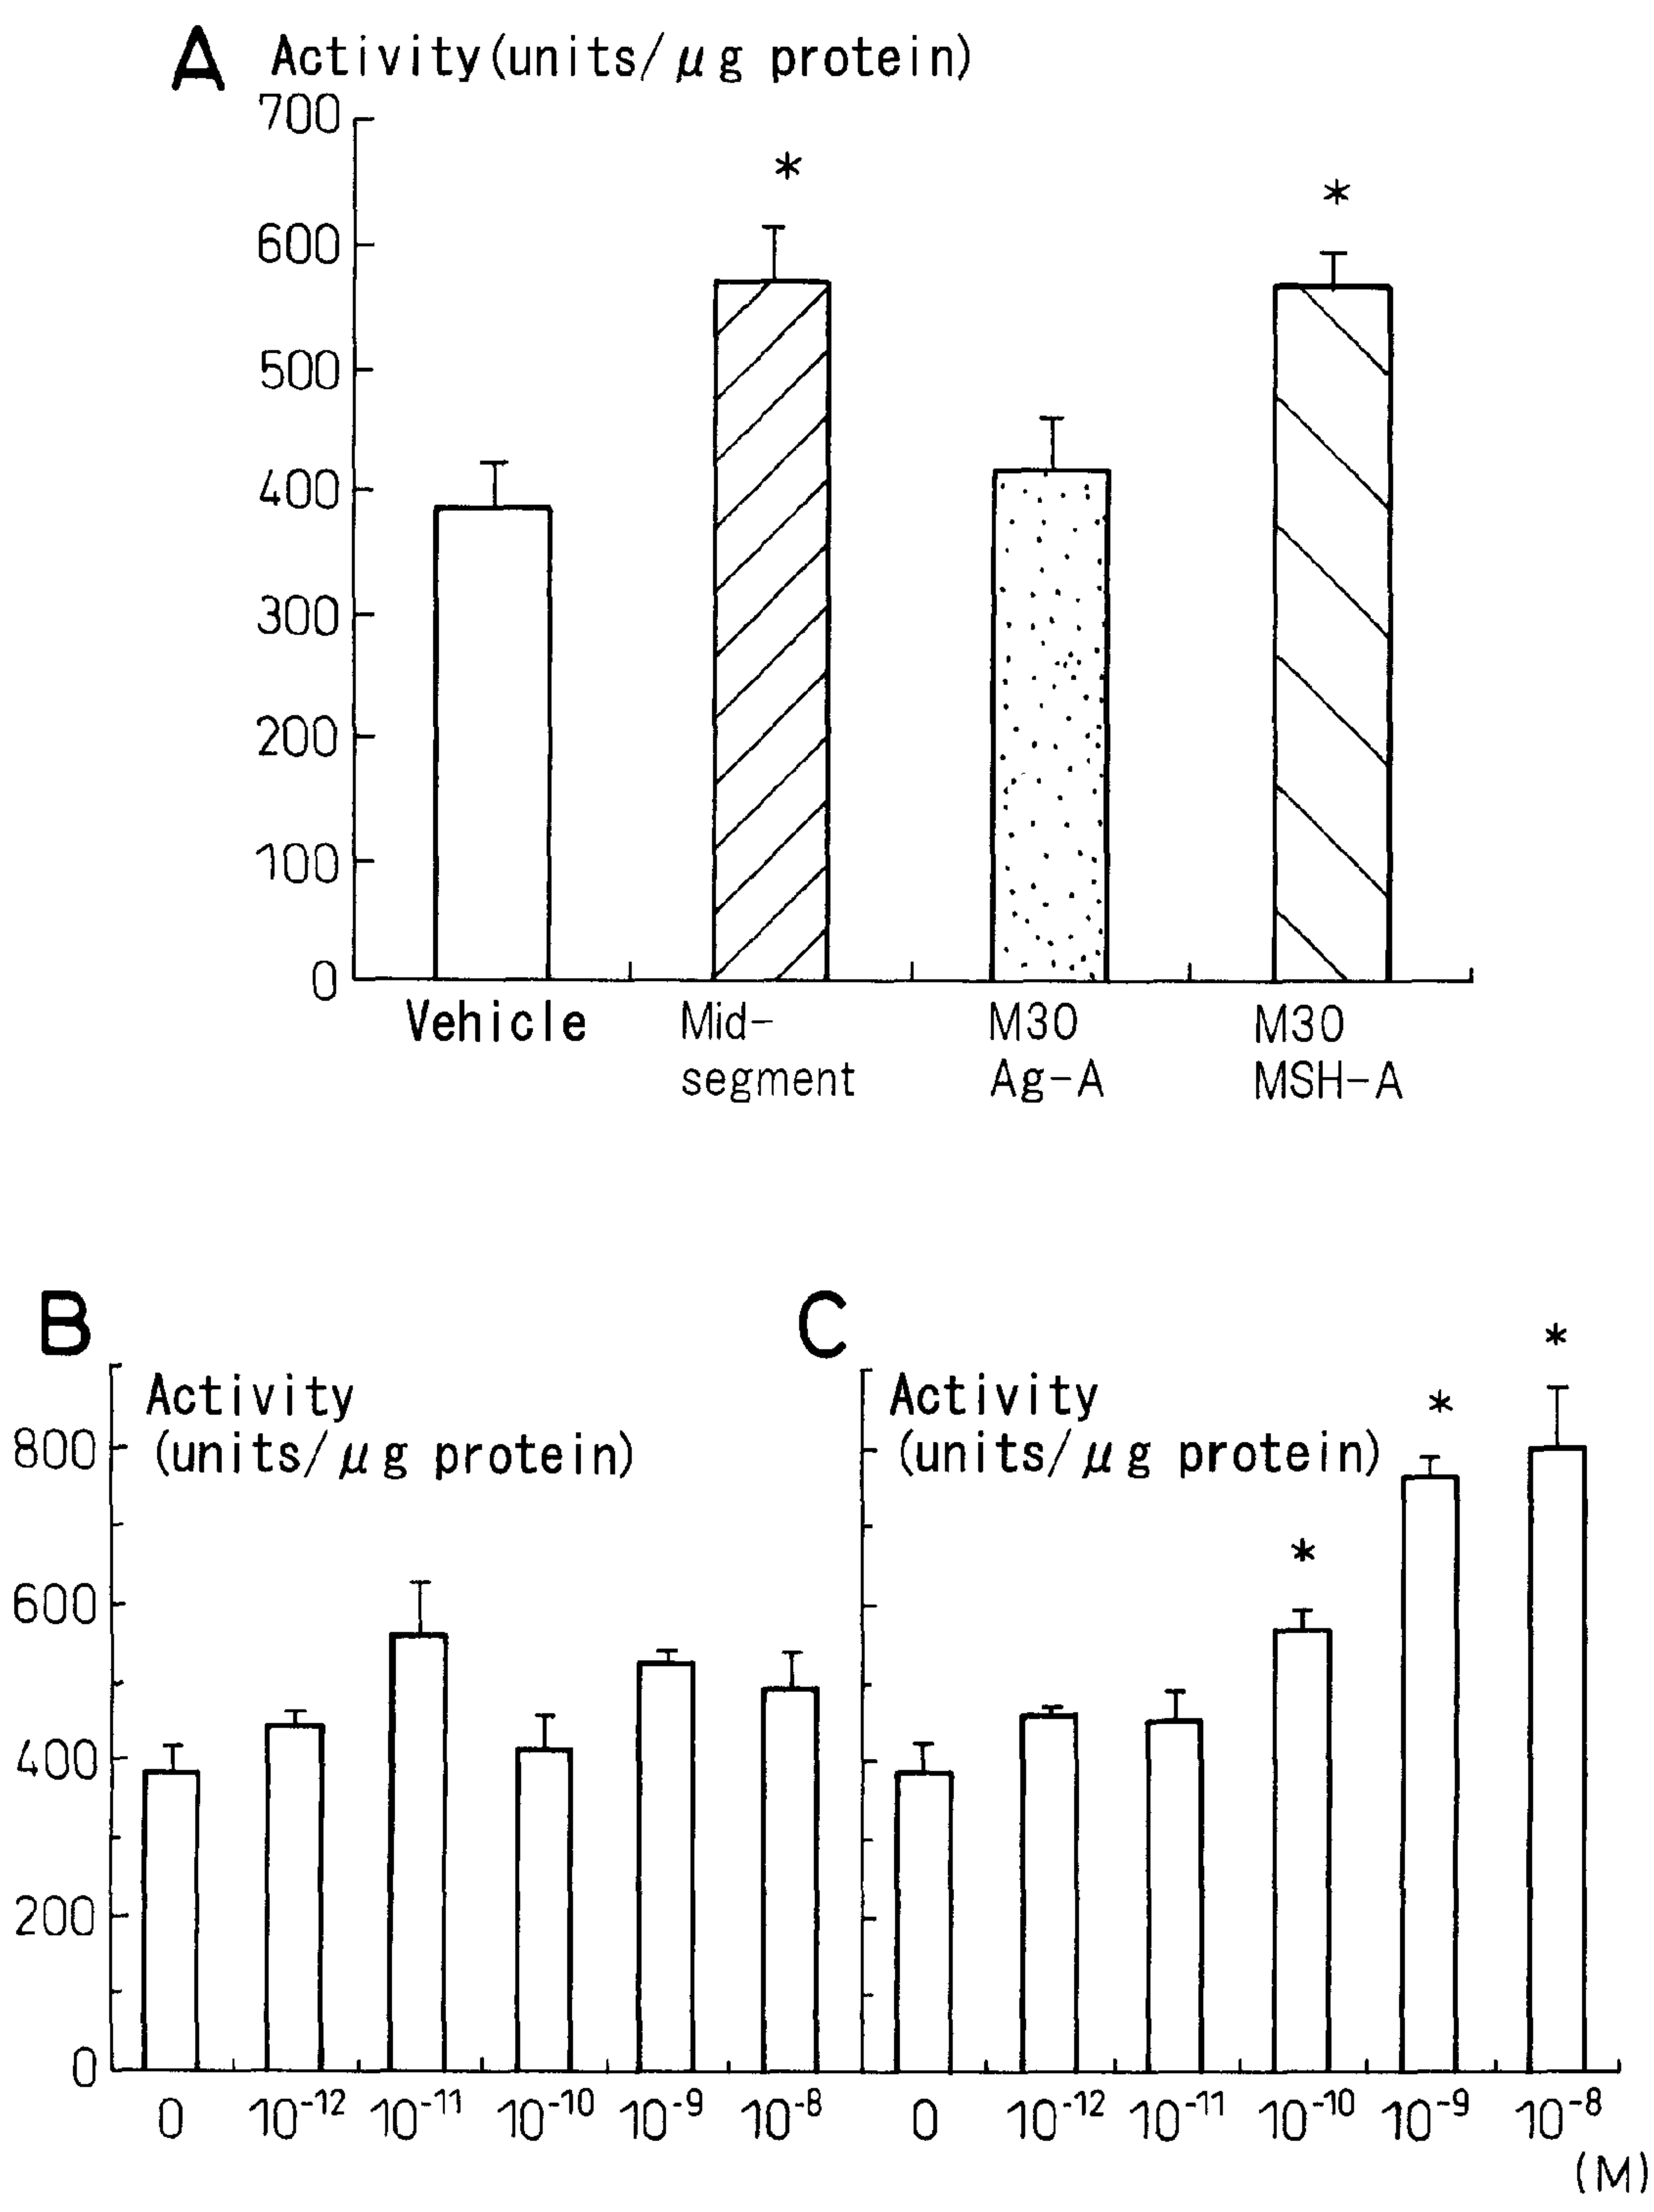 A Activity(units/μg protein)
700
*
*
600
500
400
300
200
100
0
Vehicle Mid- M30 M30
segment Ag-A MSH-A
B C
*
Activity Activity
*
800 (units/μg protein) (units/μg protein)
*
600
400
200
0
0 10⁻¹² 10⁻¹¹ 10⁻¹⁰ 10⁻⁹ 10⁻⁸ 0 10⁻¹² 10⁻¹¹ 10⁻¹⁰ 10⁻⁹ 10⁻⁸
(M)